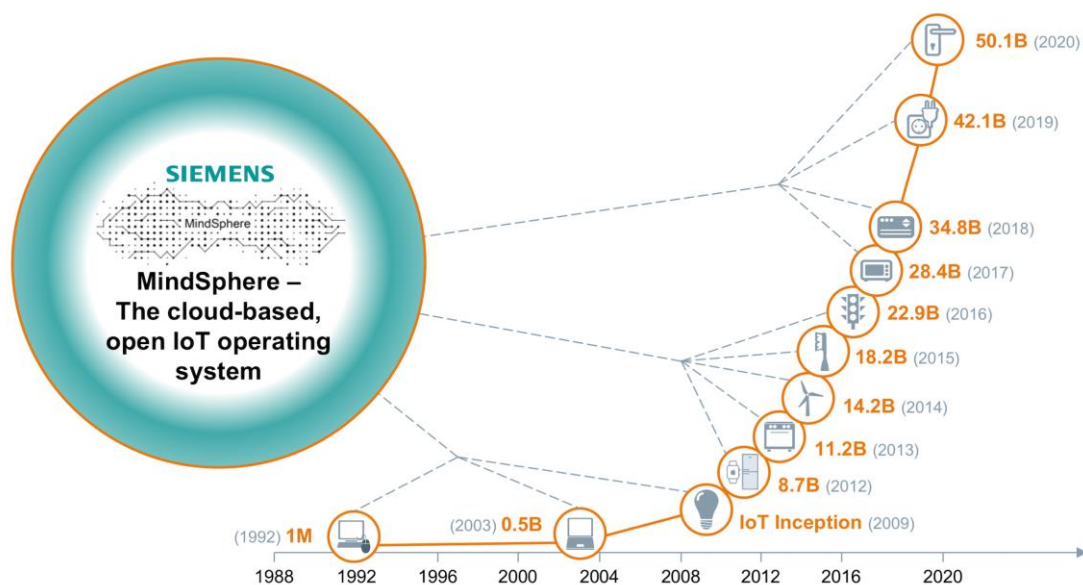 SIEMENS
MindSphere
MindSphere –
The cloud-based,
open IoT operating
system
50.1B (2020)
42.1B (2019)
34.8B (2018)
28.4B (2017)
22.9B (2016)
18.2B (2015)
14.2B (2014)
11.2B (2013)
8.7B (2012)
IoT Inception (2009)
(2003) 0.5B
(1992) 1M
1988 1992 1996 2000 2004 2008 2012 2016 2020